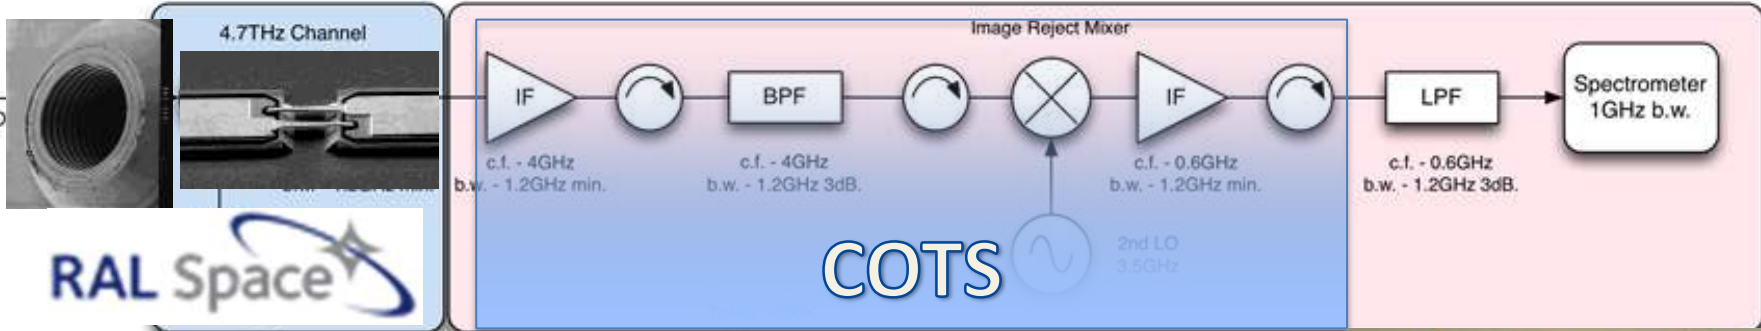 4.7THz Channel
Image Reject Mixer
IF
BPF
IF
LPF
Spectrometer
1GHz b.w.
c.f. - 4GHz
b.w. - 1.2GHz min.
c.f. - 4GHz
b.w. - 1.2GHz 3dB.
c.f. - 0.6GHz
b.w. - 1.2GHz min.
c.f. - 0.6GHz
b.w. - 1.2GHz 3dB.
2nd LO
3.5GHz
RAL Space
COTS